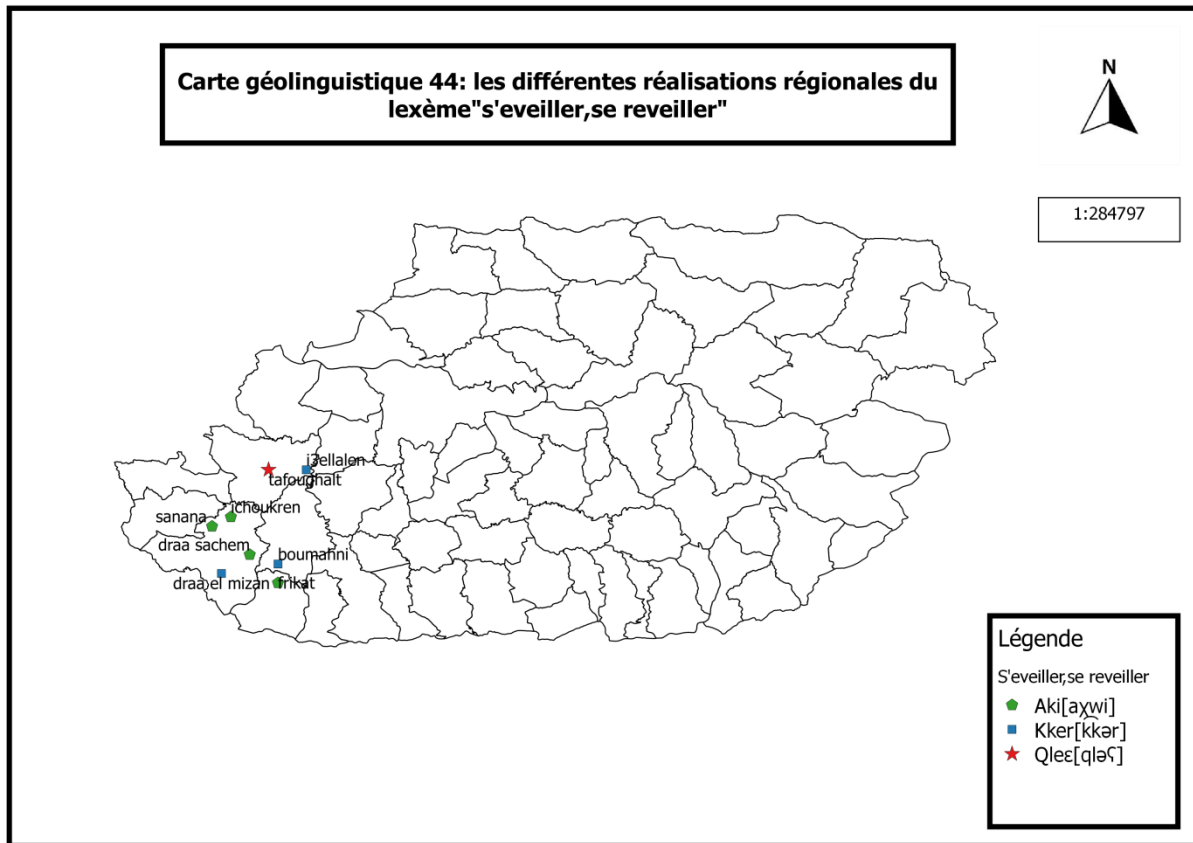 Carte géolinguistique 44: les différentes réalisations régionales du
lexème"s'eveiller,se reveiller"
N
1:284797
i3ellalen
tafoughalt
ichoukren
sanana
draa sachem
boumahni
draa el mizan
frikat
Légende
S'eveiller,se reveiller
Aki[aχwi]
Kker[k͡kər]
Qleɛ[qləʕ]